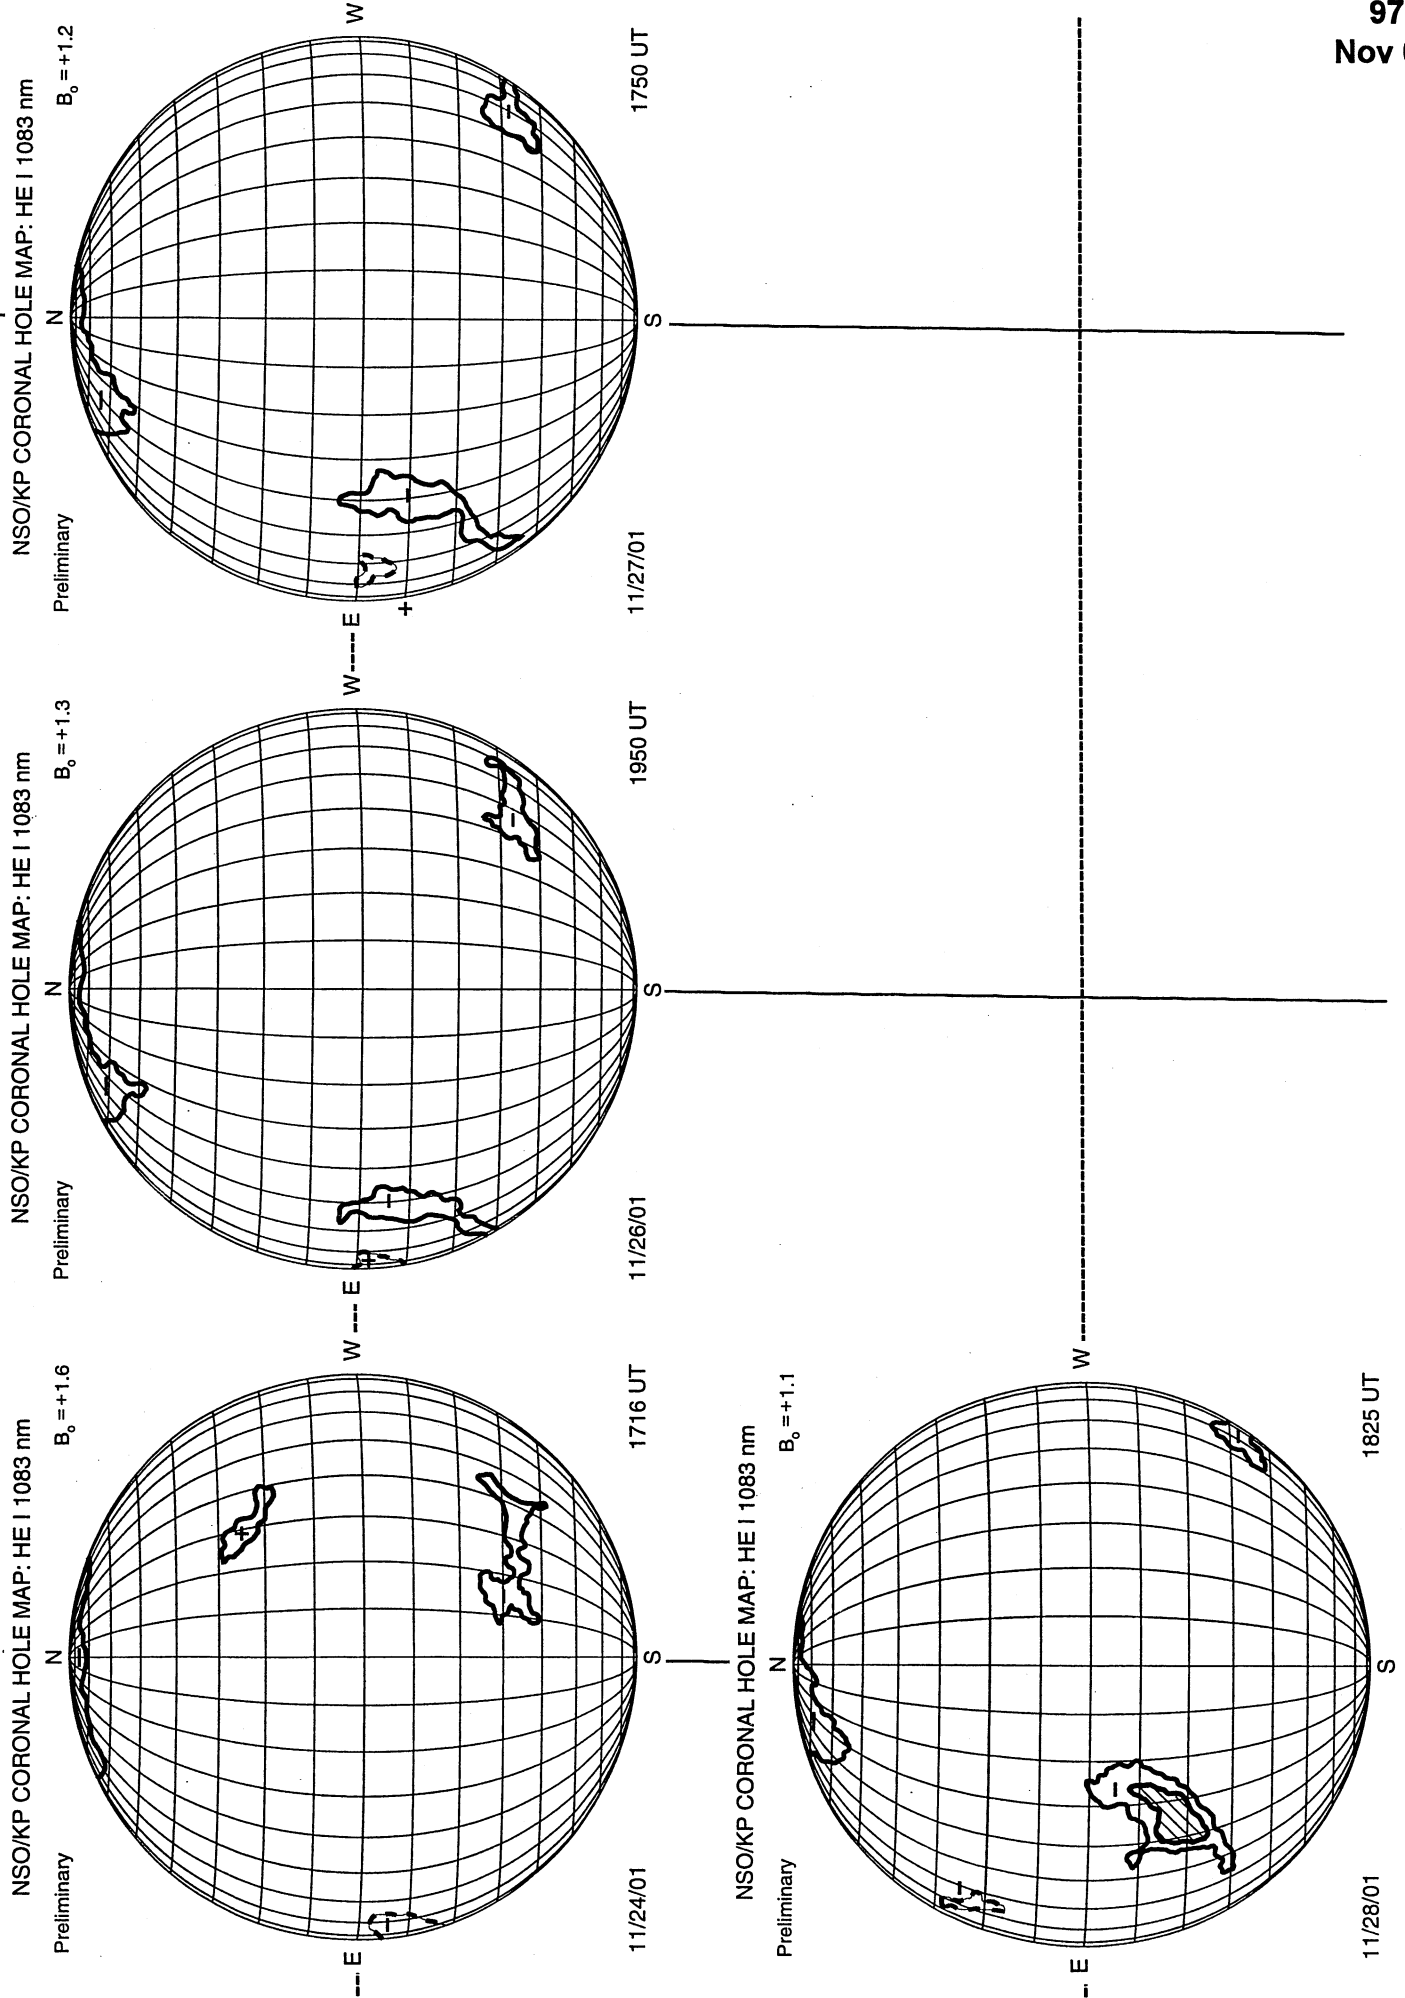 97
Nov
NSO/KP CORONAL HOLE MAP: HE I 1083 nm
Preliminary
B₀ = +1.6
N
---- E
W ----
S
11/24/01
1716 UT
NSO/KP CORONAL HOLE MAP: HE I 1083 nm
Preliminary
B₀ = +1.3
N
E
W -----
S
11/26/01
1950 UT
NSO/KP CORONAL HOLE MAP: HE I 1083 nm
Preliminary
B₀ = +1.2
N
E
W
S
11/27/01
1750 UT
NSO/KP CORONAL HOLE MAP: HE I 1083 nm
Preliminary
B₀ = +1.1
N
E
W
S
11/28/01
1825 UT